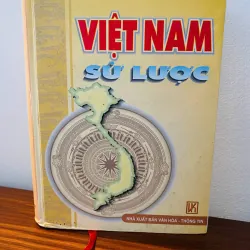 VIỆT NAM
SỬ LƯỢC
NHÀ XUẤT BẢN VĂN HÓA - THÔNG TIN